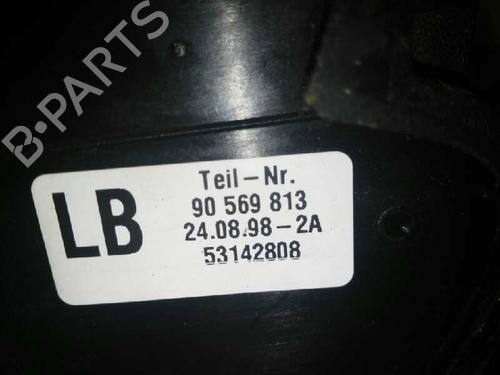 B-PARTS
LB
Teil-Nr.
90 569 813
24.08.98-2A
53142808